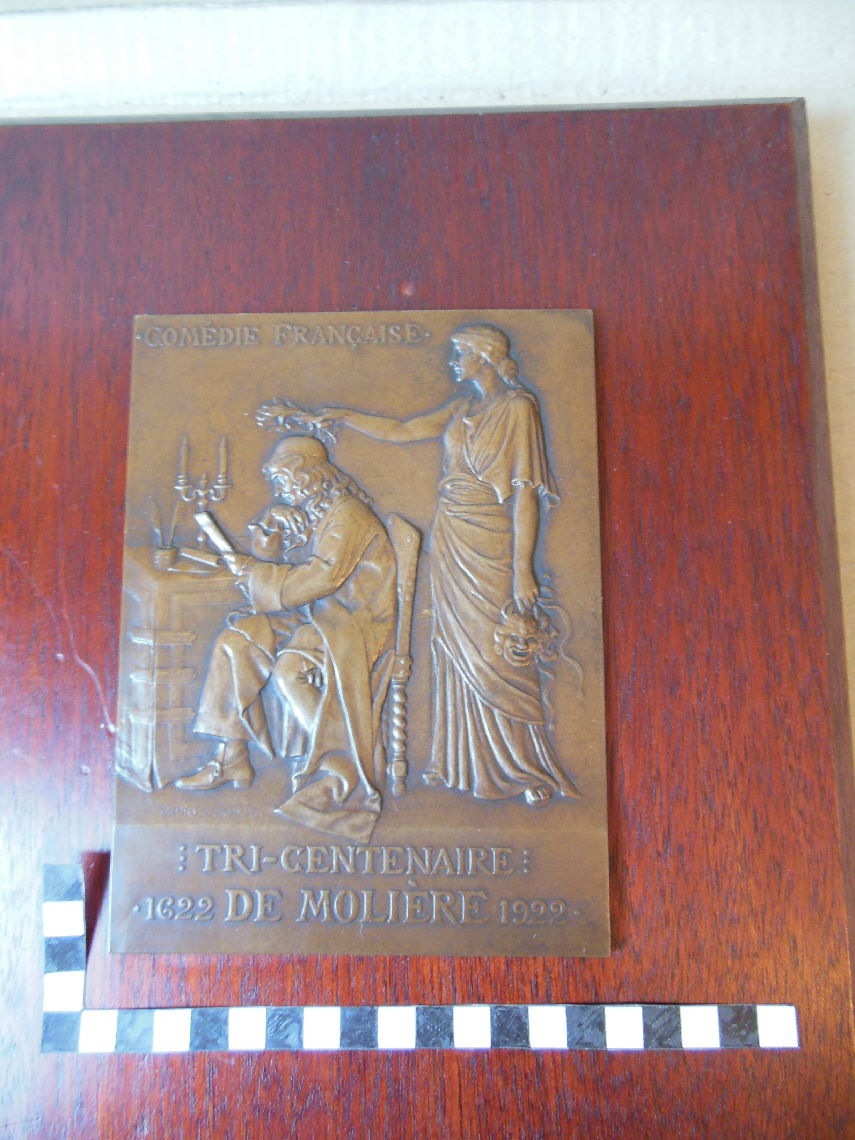 ·COMÉDIE FRANÇAISE·
⋮TRI-CENTENAIRE⋮
·1622 DE MOLIÈRE 1922·